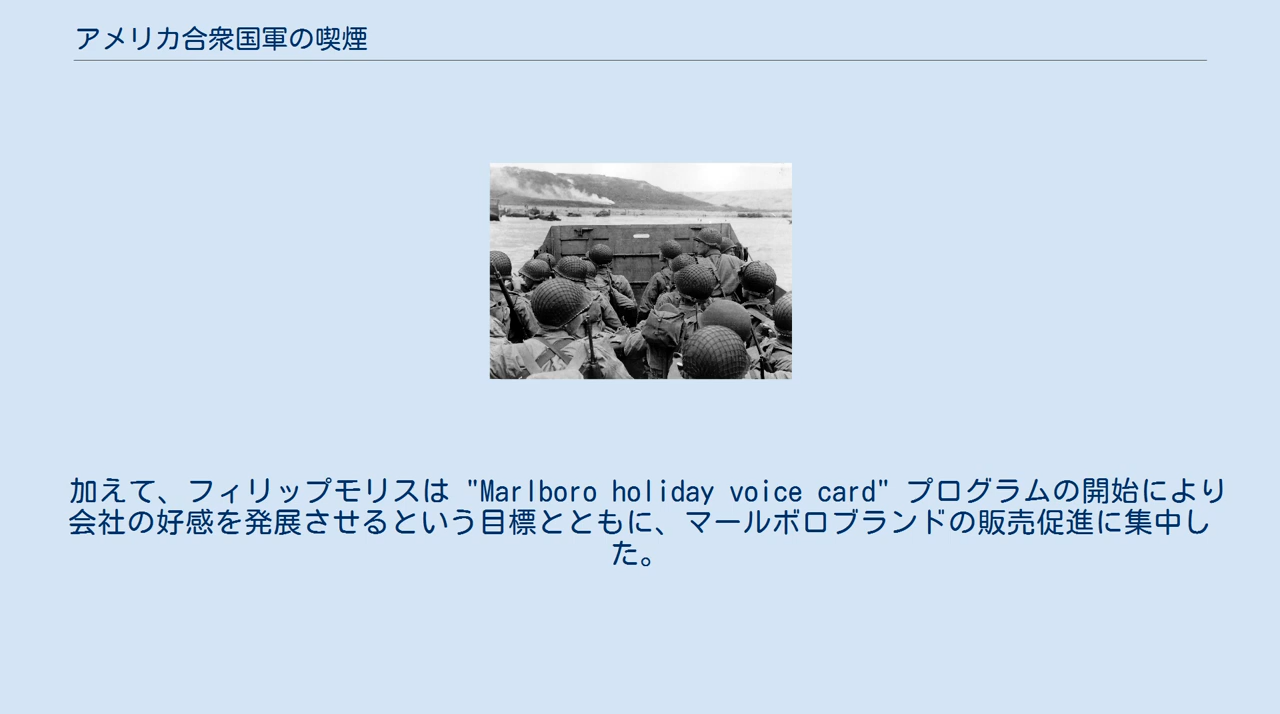 アメリカ合衆国軍の喫煙
加えて、フィリップモリスは "Marlboro holiday voice card" プログラムの開始により
会社の好感を発展させるという目標とともに、マールボロブランドの販売促進に集中し
た。